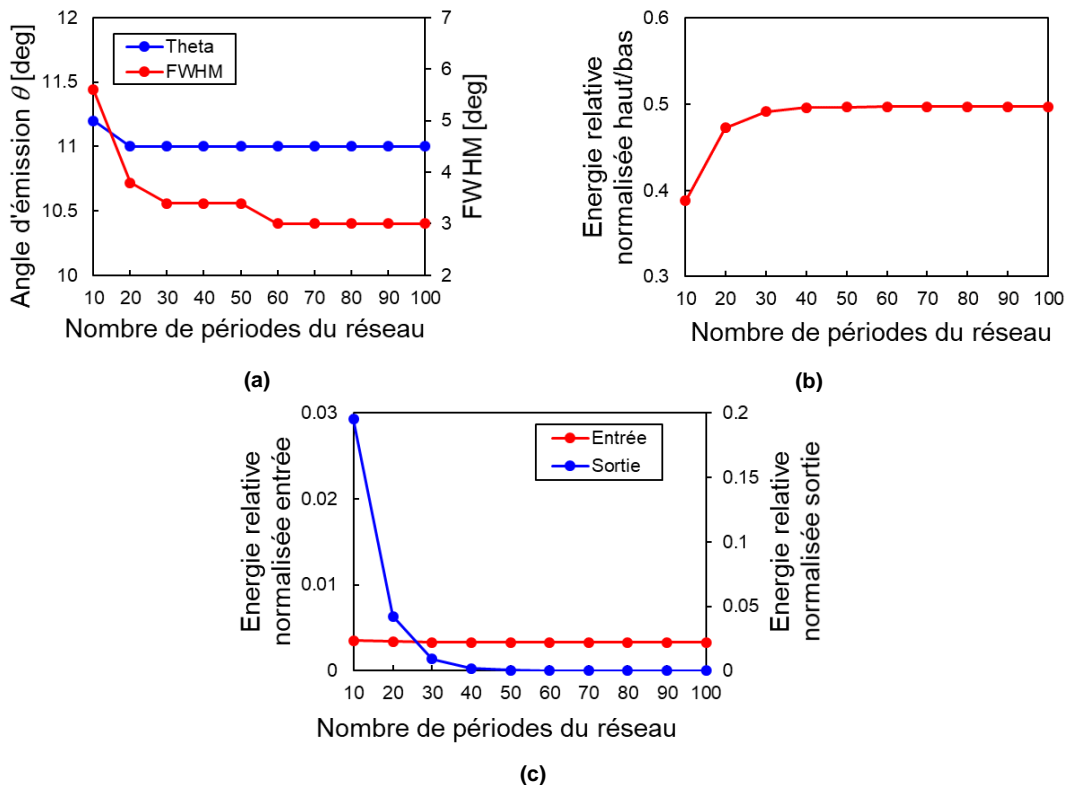 12
11.5
11
10.5
10
Angle d'émission θ [deg]
Theta
FWHM
7
6
5
4
3
2
FWHM [deg]
10 20 30 40 50 60 70 80 90 100
Nombre de périodes du réseau
(a)
0.6
0.5
0.4
0.3
Energie relative
normalisée haut/bas
10 20 30 40 50 60 70 80 90 100
Nombre de périodes du réseau
(b)
0.03
0.02
0.01
0
Energie relative
normalisée entrée
Entrée
Sortie
0.2
0.15
0.1
0.05
0
Energie relative
normalisée sortie
10 20 30 40 50 60 70 80 90 100
Nombre de périodes du réseau
(c)